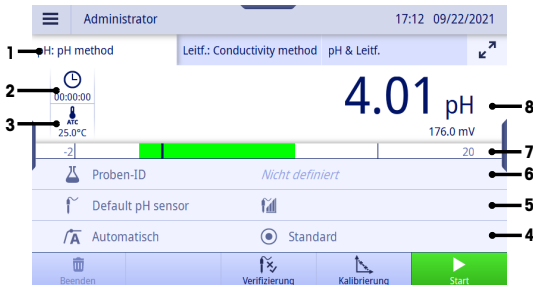 Administrator 17:12 09/22/2021
1 pH: pH method Leitf.: Conductivity method pH & Leitf.
2 00:00:00 4.01 pH 8
3 ATC
25.0°C 176.0 mV
-2 20 7
Proben-ID Nicht definiert 6
Default pH sensor 5
A Automatisch Standard 4
Beenden Verifizierung Kalibrierung Start